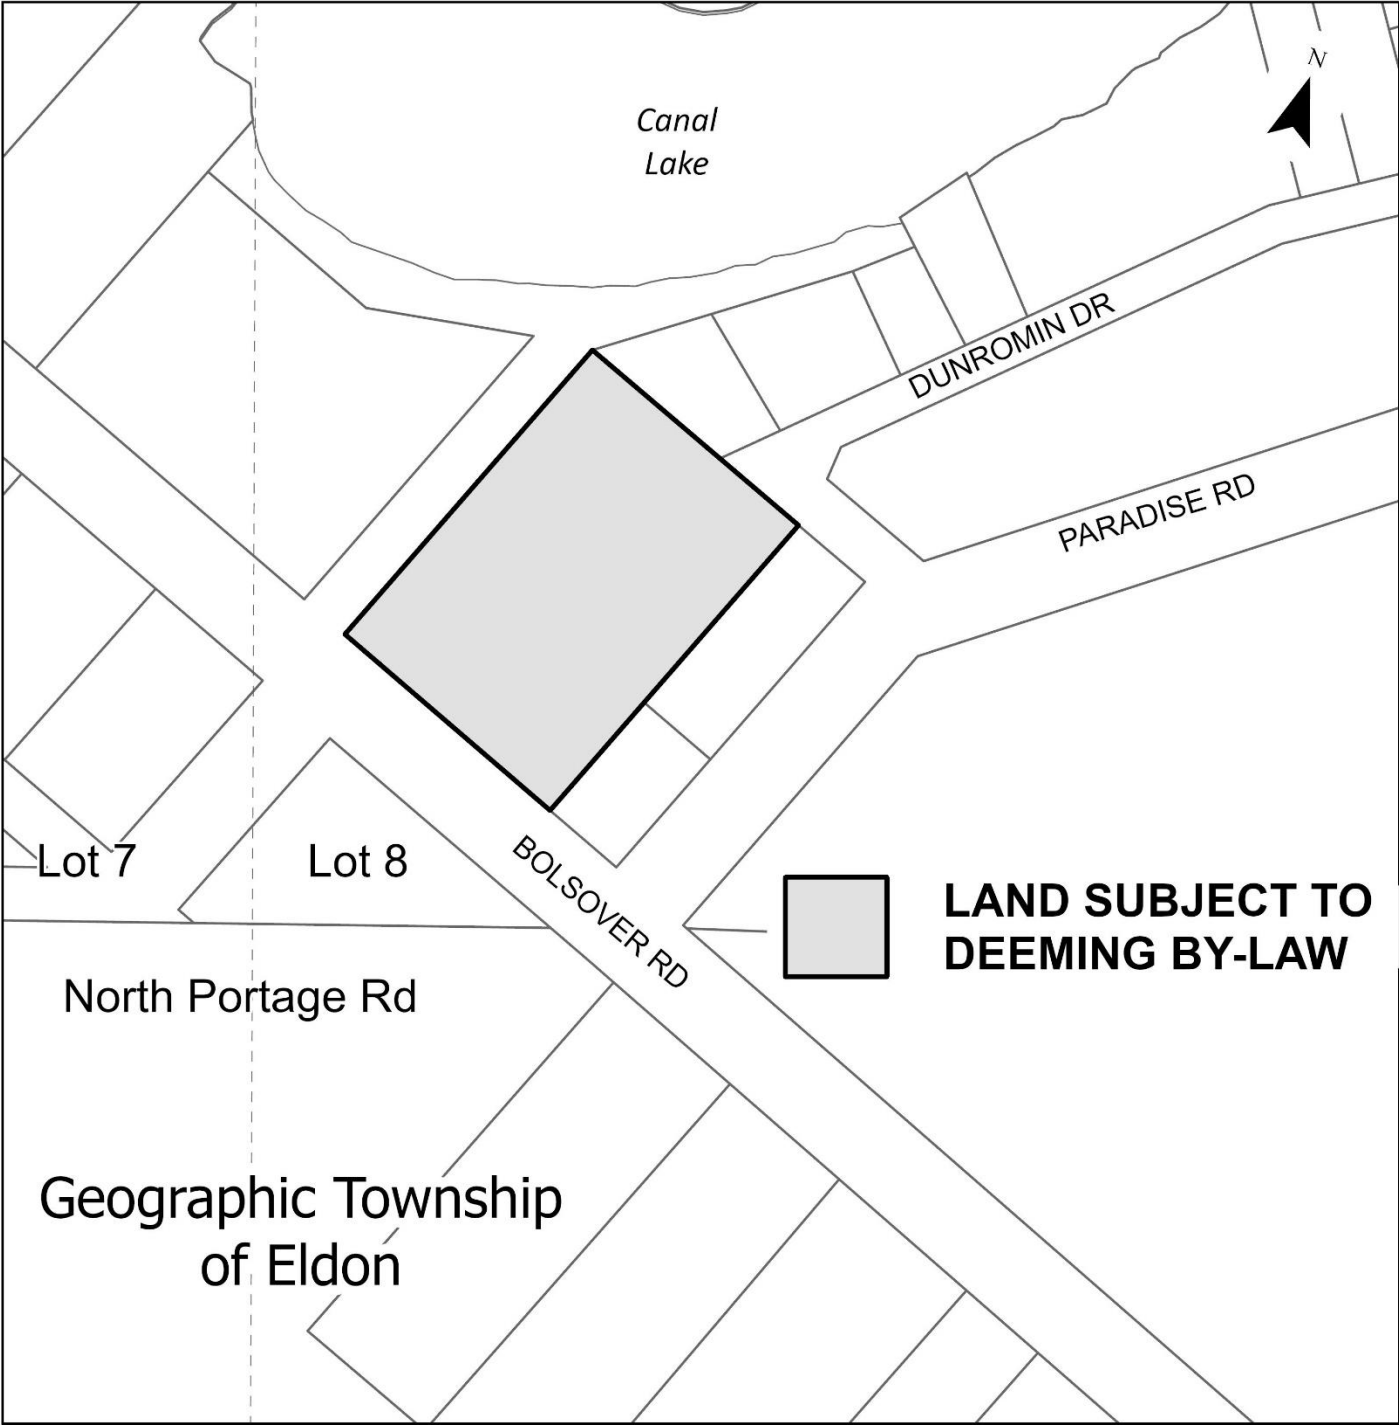 N
Canal
Lake
DUNROMIN DR
PARADISE RD
Lot 7
Lot 8
BOLSOVER RD
LAND SUBJECT TO
DEEMING BY-LAW
North Portage Rd
Geographic Township
of Eldon